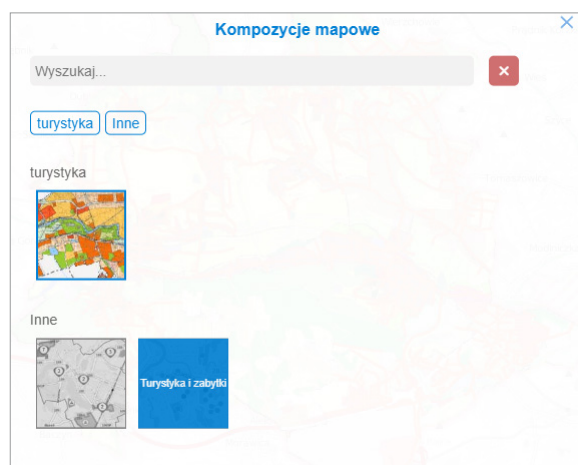 Kompozycje mapowe
Wyszukaj...
turystyka
Inne
turystyka
Inne
Turystyka i zabytki